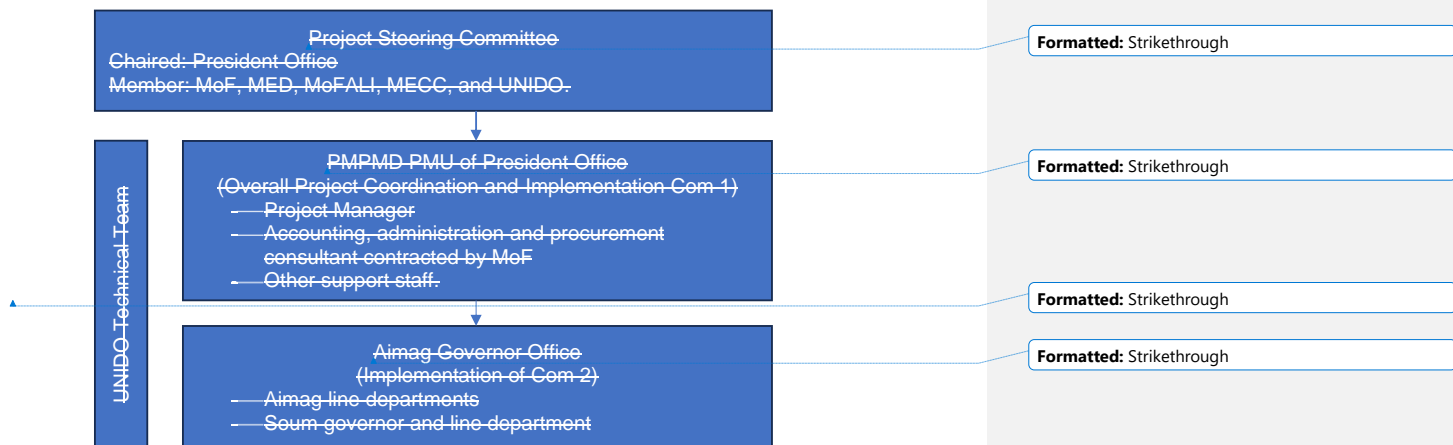 Project Steering Committee
Chaired: President Office
Member: MoF, MED, MoFALI, MECC, and UNIDO.
Formatted: Strikethrough
UNIDO Technical Team
PMPMD PMU of President Office
(Overall Project Coordination and Implementation Com 1)
- Project Manager
- Accounting, administration and procurement
consultant contracted by MoF
- Other support staff.
Formatted: Strikethrough
Formatted: Strikethrough
Aimag Governor Office
(Implementation of Com 2)
- Aimag line departments
- Soum governor and line department
Formatted: Strikethrough